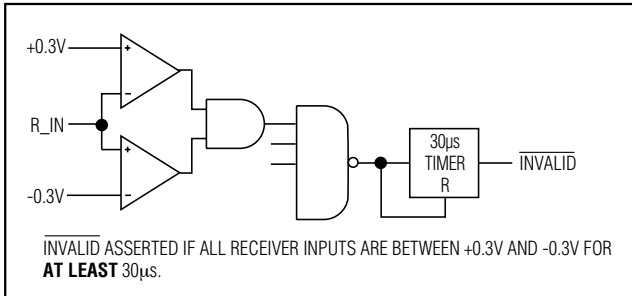 +0.3V
+
-
R_IN
+
-
-0.3V
30µs
TIMER
R
INVALID
INVALID ASSERTED IF ALL RECEIVER INPUTS ARE BETWEEN +0.3V AND -0.3V FOR
AT LEAST 30µs.